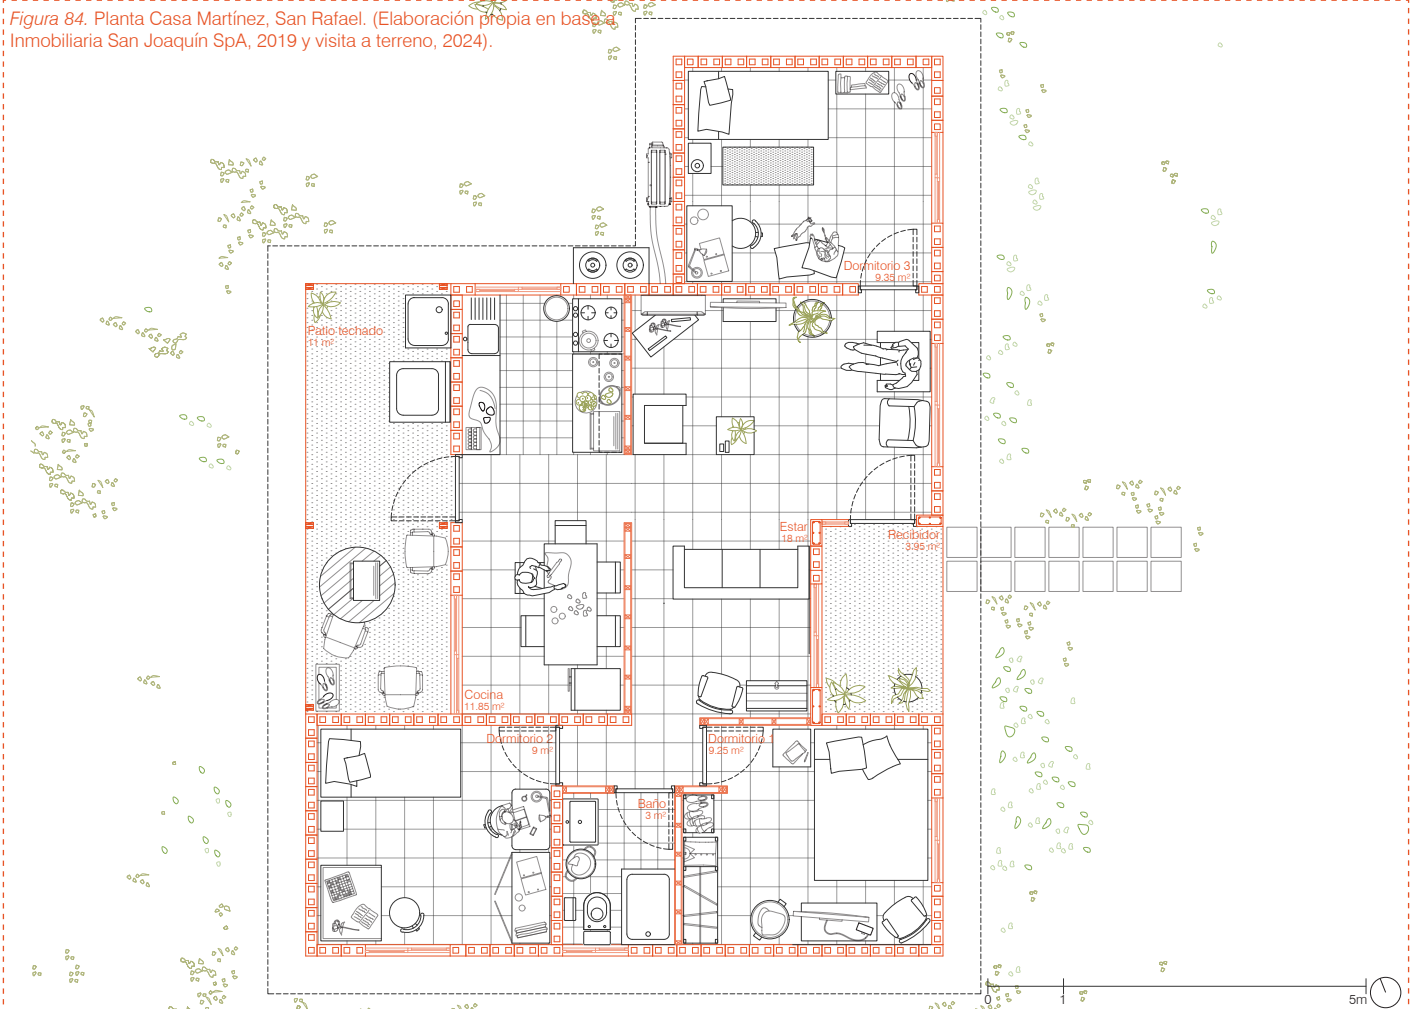 Figura 84. Planta Casa Martínez, San Rafael. (Elaboración propia en base a
Inmobiliaria San Joaquín SpA, 2019 y visita a terreno, 2024).
Dormitorio 3
9.35 m²
Patio techado
11 m²
Estar
18 m²
Recibidor
3.95 m²
Cocina
11.85 m²
Dormitorio 2
9 m²
Dormitorio 1
9.25 m²
Baño
3 m²
0 1 5m